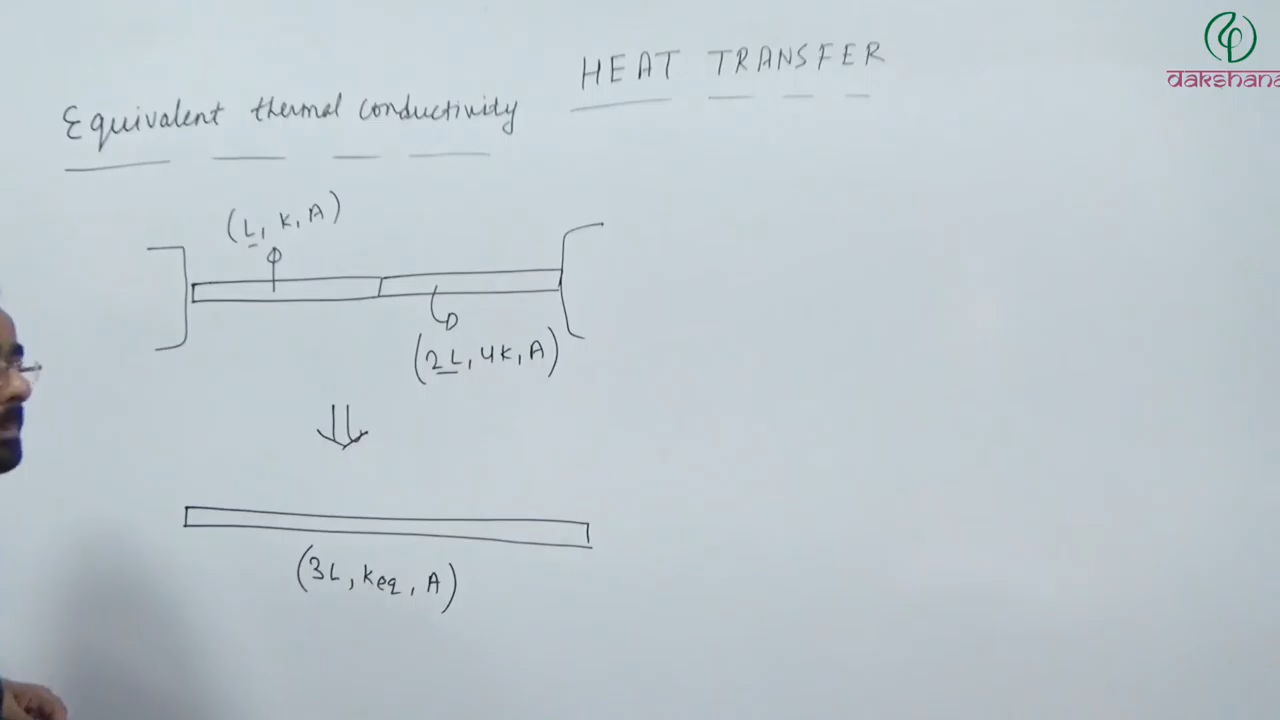 HEAT TRANSFER
Equivalent thermal conductivity
(L, K, A)
(2L, 4K, A)
(3L, Keq, A)
dakshana